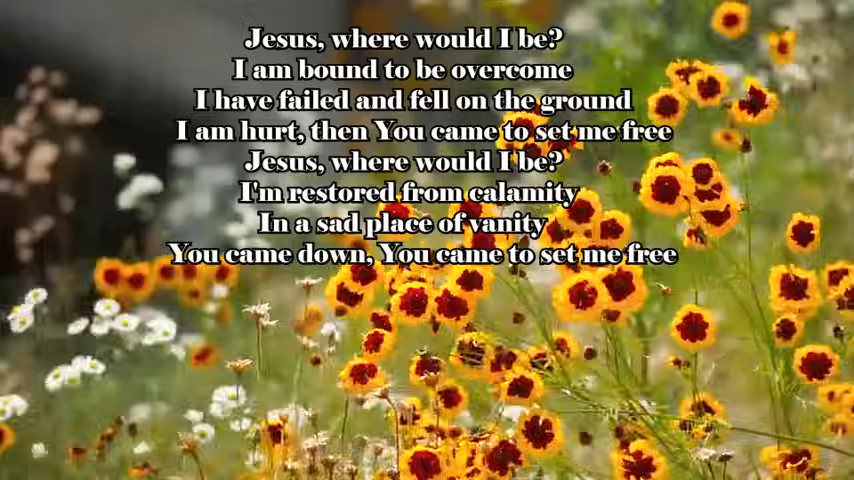 Jesus, where would I be?
I am bound to be overcome
I have failed and fell on the ground
I am hurt, then You came to set me free
Jesus, where would I be?
I'm restored from calamity
In a sad place of vanity
You came down, You came to set me free